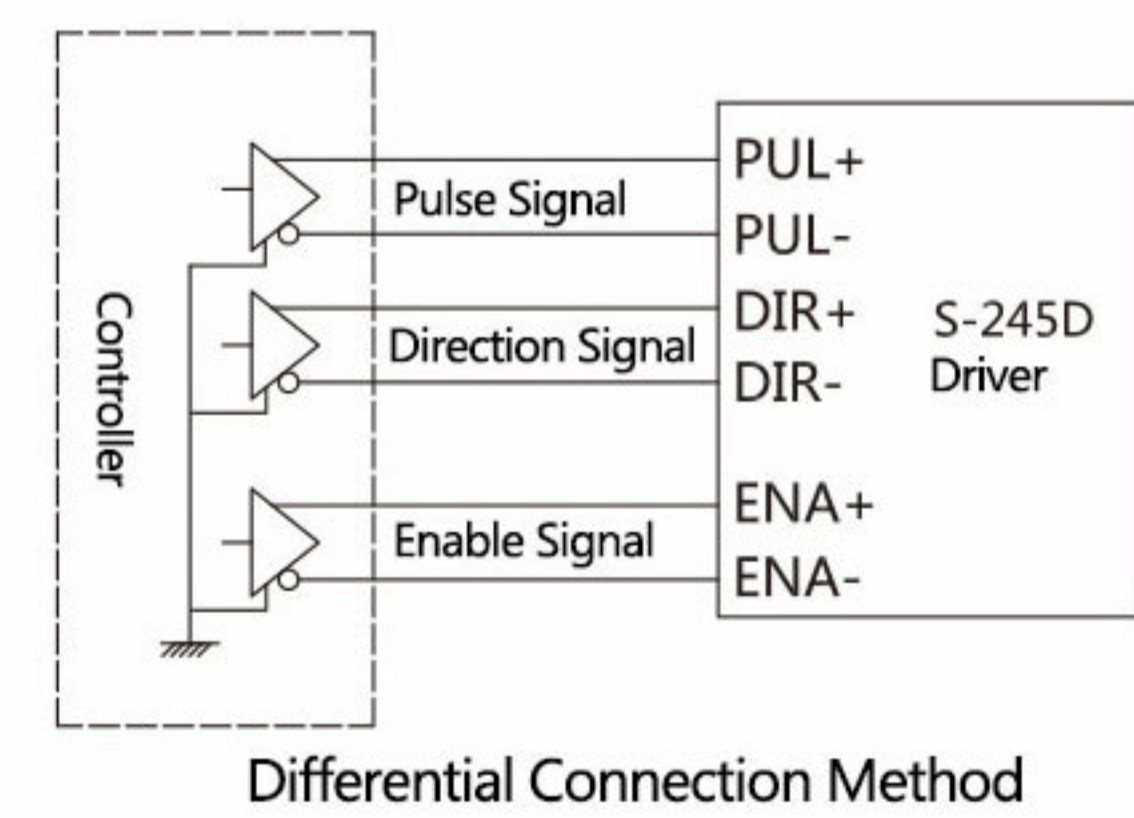 Controller
Pulse Signal
Direction Signal
Enable Signal
PUL+
PUL-
DIR+
DIR-
ENA+
ENA-
S-245D
Driver
Differential Connection Method